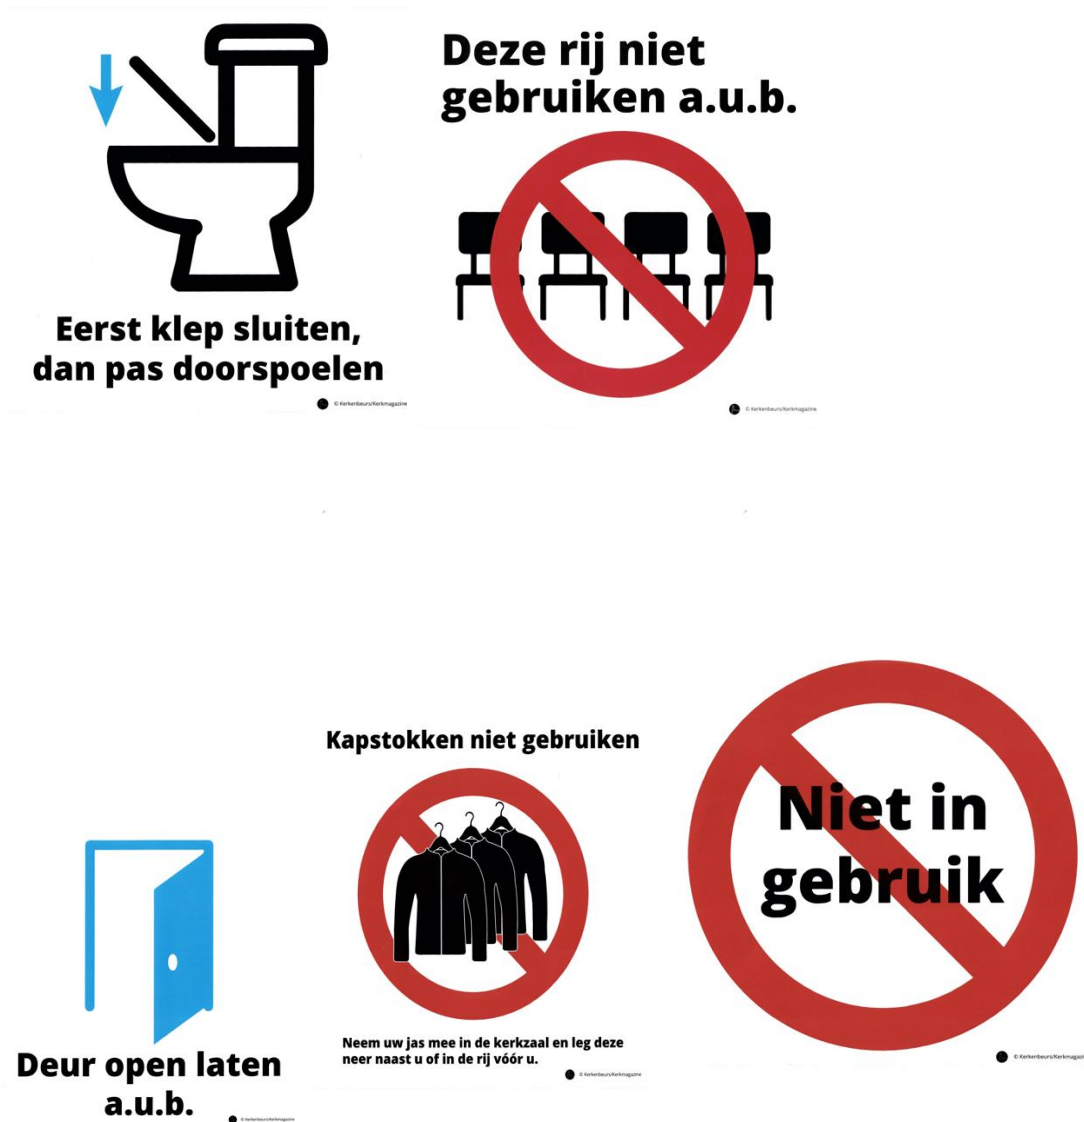 Eerst klep sluiten,
dan pas doorspoelen
© Kerkenbeurs/Kerkmagazine
Deze rij niet
gebruiken a.u.b.
© Kerkenbeurs/Kerkmagazine
Deur open laten
a.u.b.
© Kerkenbeurs/Kerkmagazine
Kapstokken niet gebruiken
Neem uw jas mee in de kerkzaal en leg deze
neer naast u of in de rij vóór u.
© Kerkenbeurs/Kerkmagazine
Niet in
gebruik
© Kerkenbeurs/Kerkmagazi